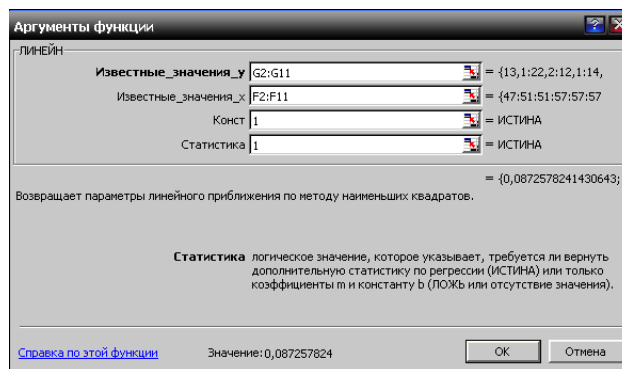 Аргументы функции
ЛИНЕЙН
Известные_значения_y G2:G11 = {13,1:22,2:12,1:14,
Известные_значения_x F2:F11 = {47:51:51:57:57:57
Конст 1 = ИСТИНА
Статистика 1 = ИСТИНА
= {0,0872578241430643;
Возвращает параметры линейного приближения по методу наименьших квадратов.
Статистика логическое значение, которое указывает, требуется ли вернуть
дополнительную статистику по регрессии (ИСТИНА) или только
коэффициенты m и константу b (ЛОЖЬ или отсутствие значения).
Справка по этой функции Значение:0,087257824 OK Отмена